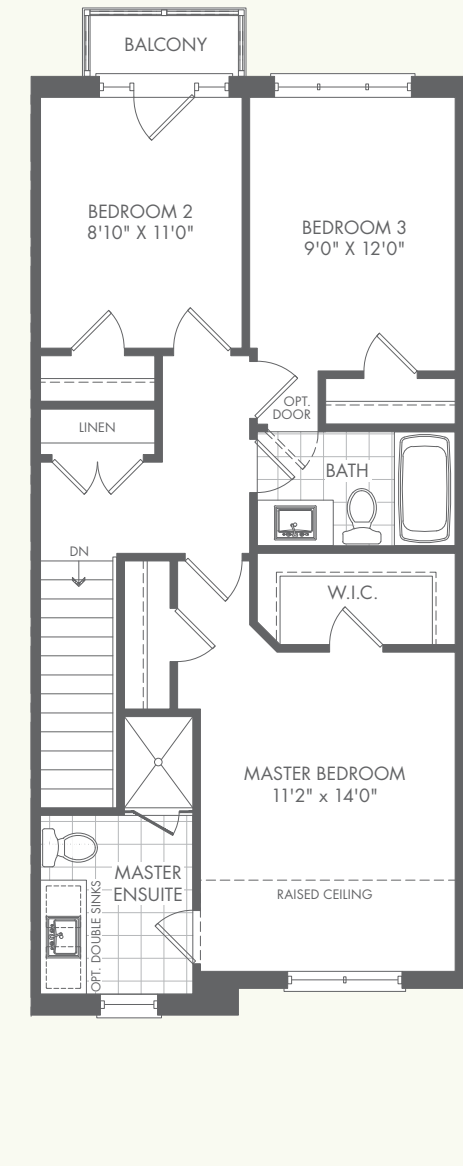 BALCONY
BEDROOM 2
8'10" X 11'0"
BEDROOM 3
9'0" X 12'0"
OPT.
DOOR
LINEN
BATH
DN
W.I.C.
MASTER BEDROOM
11'2" x 14'0"
MASTER
ENSUITE
RAISED CEILING
OPT. DOUBLE SINKS